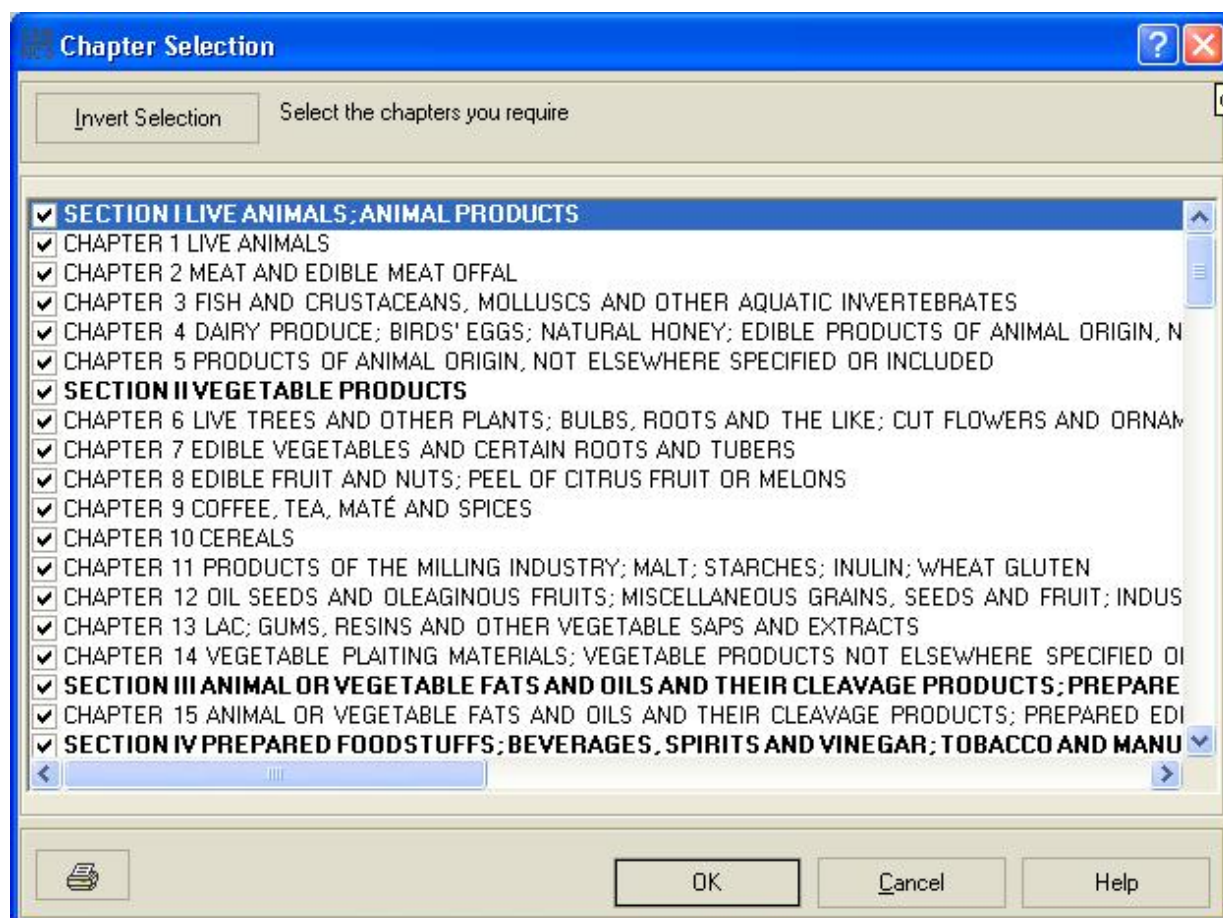 Chapter Selection
Invert Selection
Select the chapters you require
SECTION I LIVE ANIMALS; ANIMAL PRODUCTS
CHAPTER 1 LIVE ANIMALS
CHAPTER 2 MEAT AND EDIBLE MEAT OFFAL
CHAPTER 3 FISH AND CRUSTACEANS, MOLLUSCS AND OTHER AQUATIC INVERTEBRATES
CHAPTER 4 DAIRY PRODUCE; BIRDS' EGGS; NATURAL HONEY; EDIBLE PRODUCTS OF ANIMAL ORIGIN, N
CHAPTER 5 PRODUCTS OF ANIMAL ORIGIN, NOT ELSEWHERE SPECIFIED OR INCLUDED
SECTION II VEGETABLE PRODUCTS
CHAPTER 6 LIVE TREES AND OTHER PLANTS; BULBS, ROOTS AND THE LIKE; CUT FLOWERS AND ORNAM
CHAPTER 7 EDIBLE VEGETABLES AND CERTAIN ROOTS AND TUBERS
CHAPTER 8 EDIBLE FRUIT AND NUTS; PEEL OF CITRUS FRUIT OR MELONS
CHAPTER 9 COFFEE, TEA, MATÉ AND SPICES
CHAPTER 10 CEREALS
CHAPTER 11 PRODUCTS OF THE MILLING INDUSTRY; MALT; STARCHES; INULIN; WHEAT GLUTEN
CHAPTER 12 OIL SEEDS AND OLEAGINOUS FRUITS; MISCELLANEOUS GRAINS, SEEDS AND FRUIT; INDUS
CHAPTER 13 LAC; GUMS, RESINS AND OTHER VEGETABLE SAPS AND EXTRACTS
CHAPTER 14 VEGETABLE PLAITING MATERIALS; VEGETABLE PRODUCTS NOT ELSEWHERE SPECIFIED
SECTION III ANIMAL OR VEGETABLE FATS AND OILS AND THEIR CLEAVAGE PRODUCTS; PREPARE
CHAPTER 15 ANIMAL OR VEGETABLE FATS AND OILS AND THEIR CLEAVAGE PRODUCTS; PREPARED EDI
SECTION IV PREPARED FOODSTUFFS; BEVERAGES, SPIRITS AND VINEGAR; TOBACCO AND MANU
OK
Cancel
Help